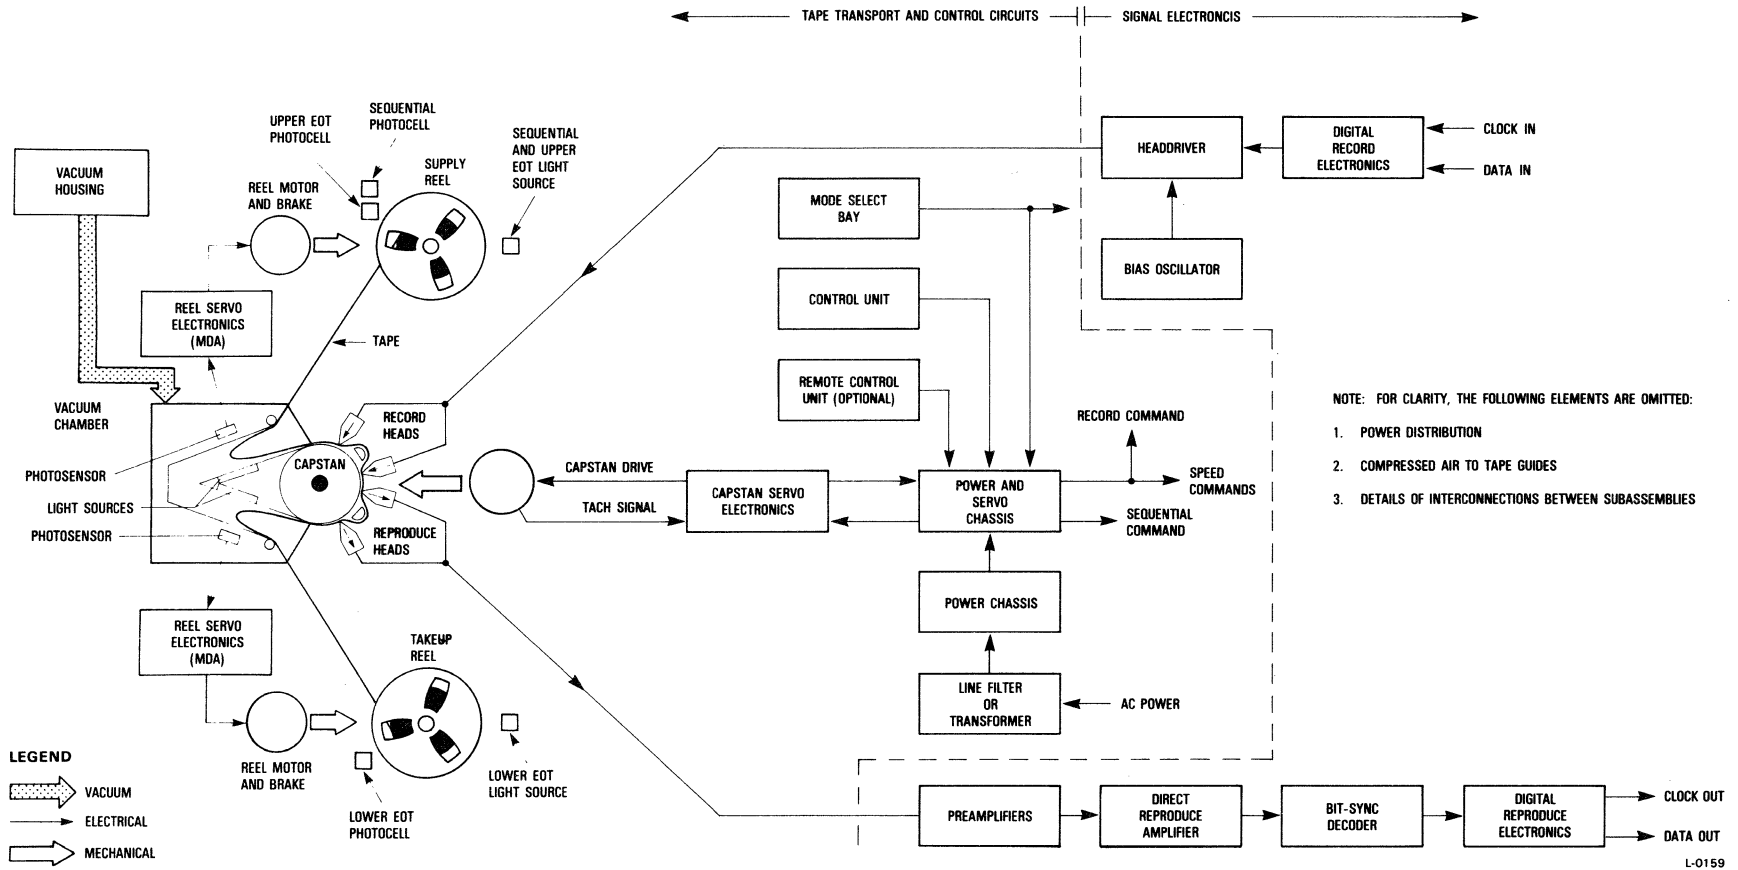 TAPE TRANSPORT AND CONTROL CIRCUITS
SIGNAL ELECTRONCIS
SEQUENTIAL
PHOTOCELL
UPPER EOT
PHOTOCELL
SEQUENTIAL
AND UPPER
EOT LIGHT
SOURCE
SUPPLY
REEL
VACUUM
HOUSING
REEL MOTOR
AND BRAKE
HEADDRIVER
DIGITAL
RECORD
ELECTRONICS
CLOCK IN
DATA IN
MODE SELECT
BAY
BIAS OSCILLATOR
CONTROL UNIT
REEL SERVO
ELECTRONICS
(MDA)
TAPE
REMOTE CONTROL
UNIT (OPTIONAL)
VACUUM
CHAMBER
RECORD
HEADS
CAPSTAN
PHOTOSENSOR
LIGHT SOURCES
PHOTOSENSOR
REPRODUCE
HEADS
CAPSTAN DRIVE
TACH SIGNAL
CAPSTAN SERVO
ELECTRONICS
POWER AND
SERVO
CHASSIS
RECORD COMMAND
SPEED
COMMANDS
SEQUENTIAL
COMMAND
NOTE: FOR CLARITY, THE FOLLOWING ELEMENTS ARE OMITTED:
1. POWER DISTRIBUTION
2. COMPRESSED AIR TO TAPE GUIDES
3. DETAILS OF INTERCONNECTIONS BETWEEN SUBASSEMBLIES
POWER CHASSIS
REEL SERVO
ELECTRONICS
(MDA)
TAKEUP
REEL
LINE FILTER
OR
TRANSFORMER
AC POWER
REEL MOTOR
AND BRAKE
LOWER EOT
LIGHT SOURCE
LOWER EOT
PHOTOCELL
LEGEND
VACUUM
ELECTRICAL
MECHANICAL
PREAMPLIFIERS
DIRECT
REPRODUCE
AMPLIFIER
BIT-SYNC
DECODER
DIGITAL
REPRODUCE
ELECTRONICS
CLOCK OUT
DATA OUT
L-0159